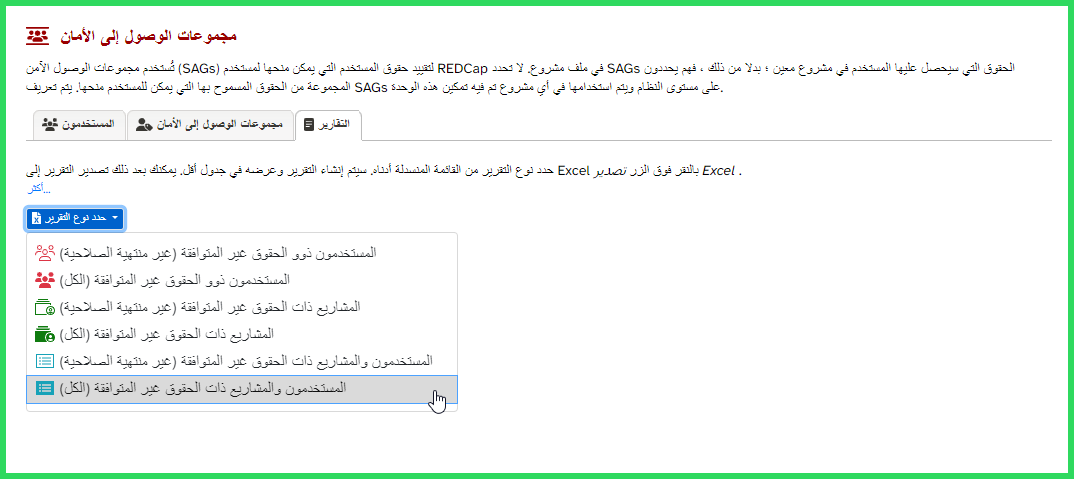 مجموعات الوصول إلى الأمان
تُستخدم مجموعات الوصول الآمن (SAGs) لتقييد حقوق المستخدم التي يمكن منحها لمستخدم REDCap في ملف مشروع. لا تحدد SAGs الحقوق التي سيحصل عليها المستخدم في مشروع معين ؛ بدلا من ذلك ، فهم يحددون
المجموعة من الحقوق المسموح بها التي يمكن للمستخدم منحها. يتم تعريف SAGs على مستوى النظام ويتم استخدامها في أي مشروع تم فيه تمكين هذه الوحدة.
المستخدمون
مجموعات الوصول إلى الأمان
التقارير
حدد نوع التقرير من القائمة المنسدلة أدناه. سيتم إنشاء التقرير وعرضه في جدول أقل. يمكنك بعد ذلك تصدير التقرير إلى Excel بالنقر فوق الزر تصدير Excel .
أكثر...
حدد نوع التقرير
المستخدمون ذوو الحقوق غير المتوافقة (غير منتهية الصلاحية)
المستخدمون ذوو الحقوق غير المتوافقة (الكل)
المشاريع ذات الحقوق غير المتوافقة (غير منتهية الصلاحية)
المشاريع ذات الحقوق غير المتوافقة (الكل)
المستخدمون والمشاريع ذات الحقوق غير المتوافقة (غير منتهية الصلاحية)
المستخدمون والمشاريع ذات الحقوق غير المتوافقة (الكل)